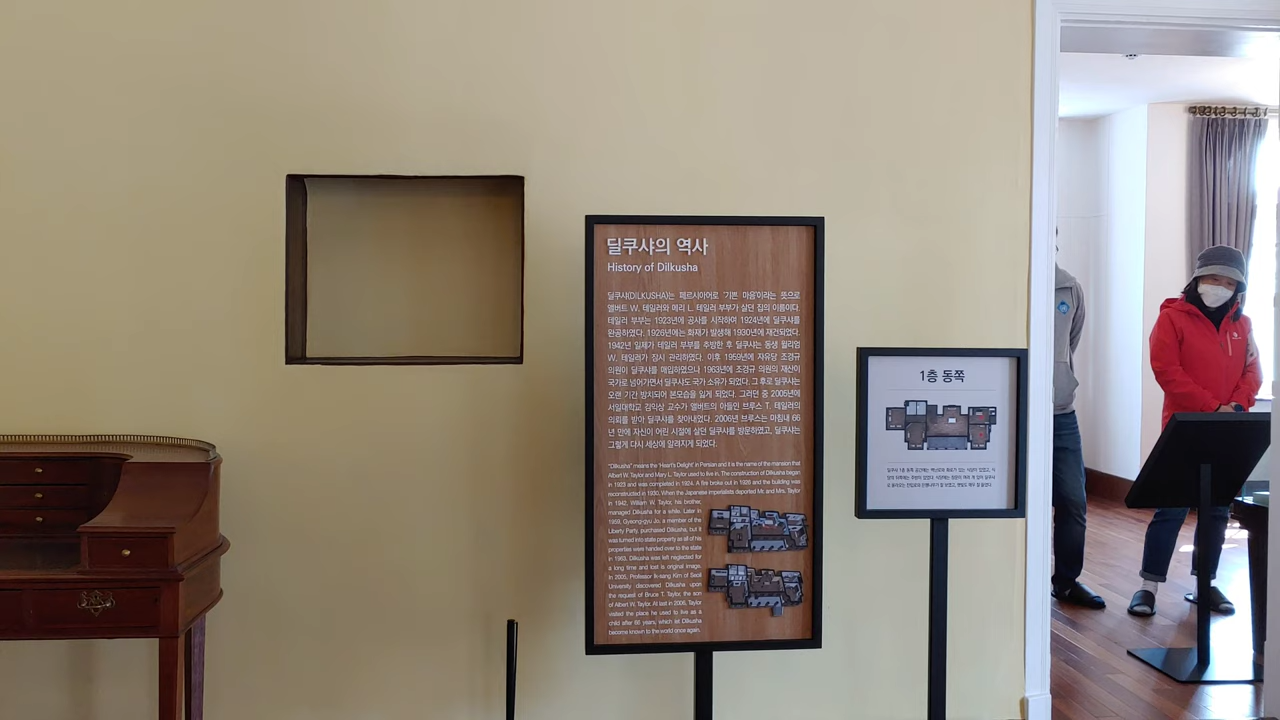 딜쿠샤의 역사
History of Dilkusha
딜쿠샤(DILKUSHA)는 페르시아어로 '기쁜 마음'이라는 뜻으로
앨버트 W. 테일러와 메리 L. 테일러 부부가 살던 집의 이름이다.
테일러 부부는 1923년에 공사를 시작하여 1924년에 딜쿠샤를
완공하였다. 1926년에는 화재가 발생해 1930년에 재건되었다.
1942년 일제가 테일러 부부를 추방한 후 딜쿠샤는 동생 윌리엄
W. 테일러가 잠시 관리하였다. 이후 1959년에 자유당 조경규
의원이 딜쿠샤를 매입하였으나 1963년에 조경규 의원의 재산이
국가로 넘어가면서 딜쿠샤도 국가 소유가 되었다. 그 후로 딜쿠샤는
오랜 기간 방치되어 본모습을 잃게 되었다. 그러던 중 2005년에
서일대학교 김익상 교수가 앨버트의 아들인 브루스 T. 테일러의
의뢰를 받아 딜쿠샤를 찾아내었다. 2006년 브루스는 마침내 66
년 만에 자신이 어린 시절에 살던 딜쿠샤를 방문하였고, 딜쿠샤는
그렇게 다시 세상에 알려지게 되었다.
"Dilkusha" means the 'Heart's Delight' in Persian and it is the name of the mansion that
Albert W. Taylor and Mary L. Taylor used to live in. The construction of Dilkusha began
in 1923 and was completed in 1924. A fire broke out in 1926 and the building was
reconstructed in 1930. When the Japanese imperialists deported Mr. and Mrs. Taylor
in 1942, William W. Taylor, his brother,
managed Dilkusha for a while. Later in
1959, Gyeong-gyu Jo, a member of the
Liberty Party, purchased Dilkusha, but it
was turned into state property as all of his
properties were handed over to the state
in 1963. Dilkusha was left neglected for
a long time and lost is original image.
In 2005, Professor Ik-sang Kim of Seoil
University discovered Dilkusha upon
the request of Bruce T. Taylor, the son
of Albert W. Taylor. At last in 2006, Taylor
visited the place he used to live as a
child after 66 years, which let Dilkusha
become known to the world once again.
1층 동쪽
딜쿠샤 1층 동쪽 공간에는